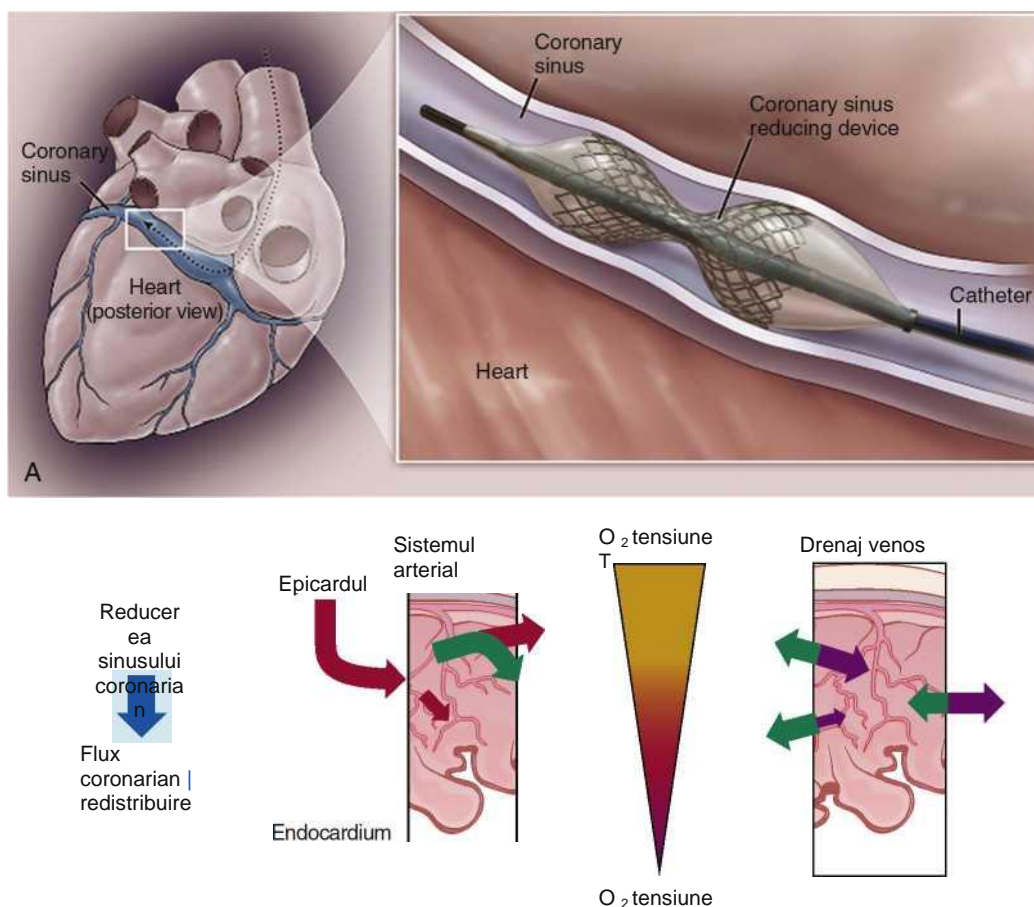 Coronary
sinus
Heart
(posterior view)
A
Coronary
sinus
Coronary sinus
reducing device
Catheter
Heart
Reducer
ea
sinusului
coronaria
n
Flux
coronarian |
redistribuire
Epicardul
Sistemul
arterial
Endocardium
O 2 tensiune
T
O 2 tensiune
Drenaj venos